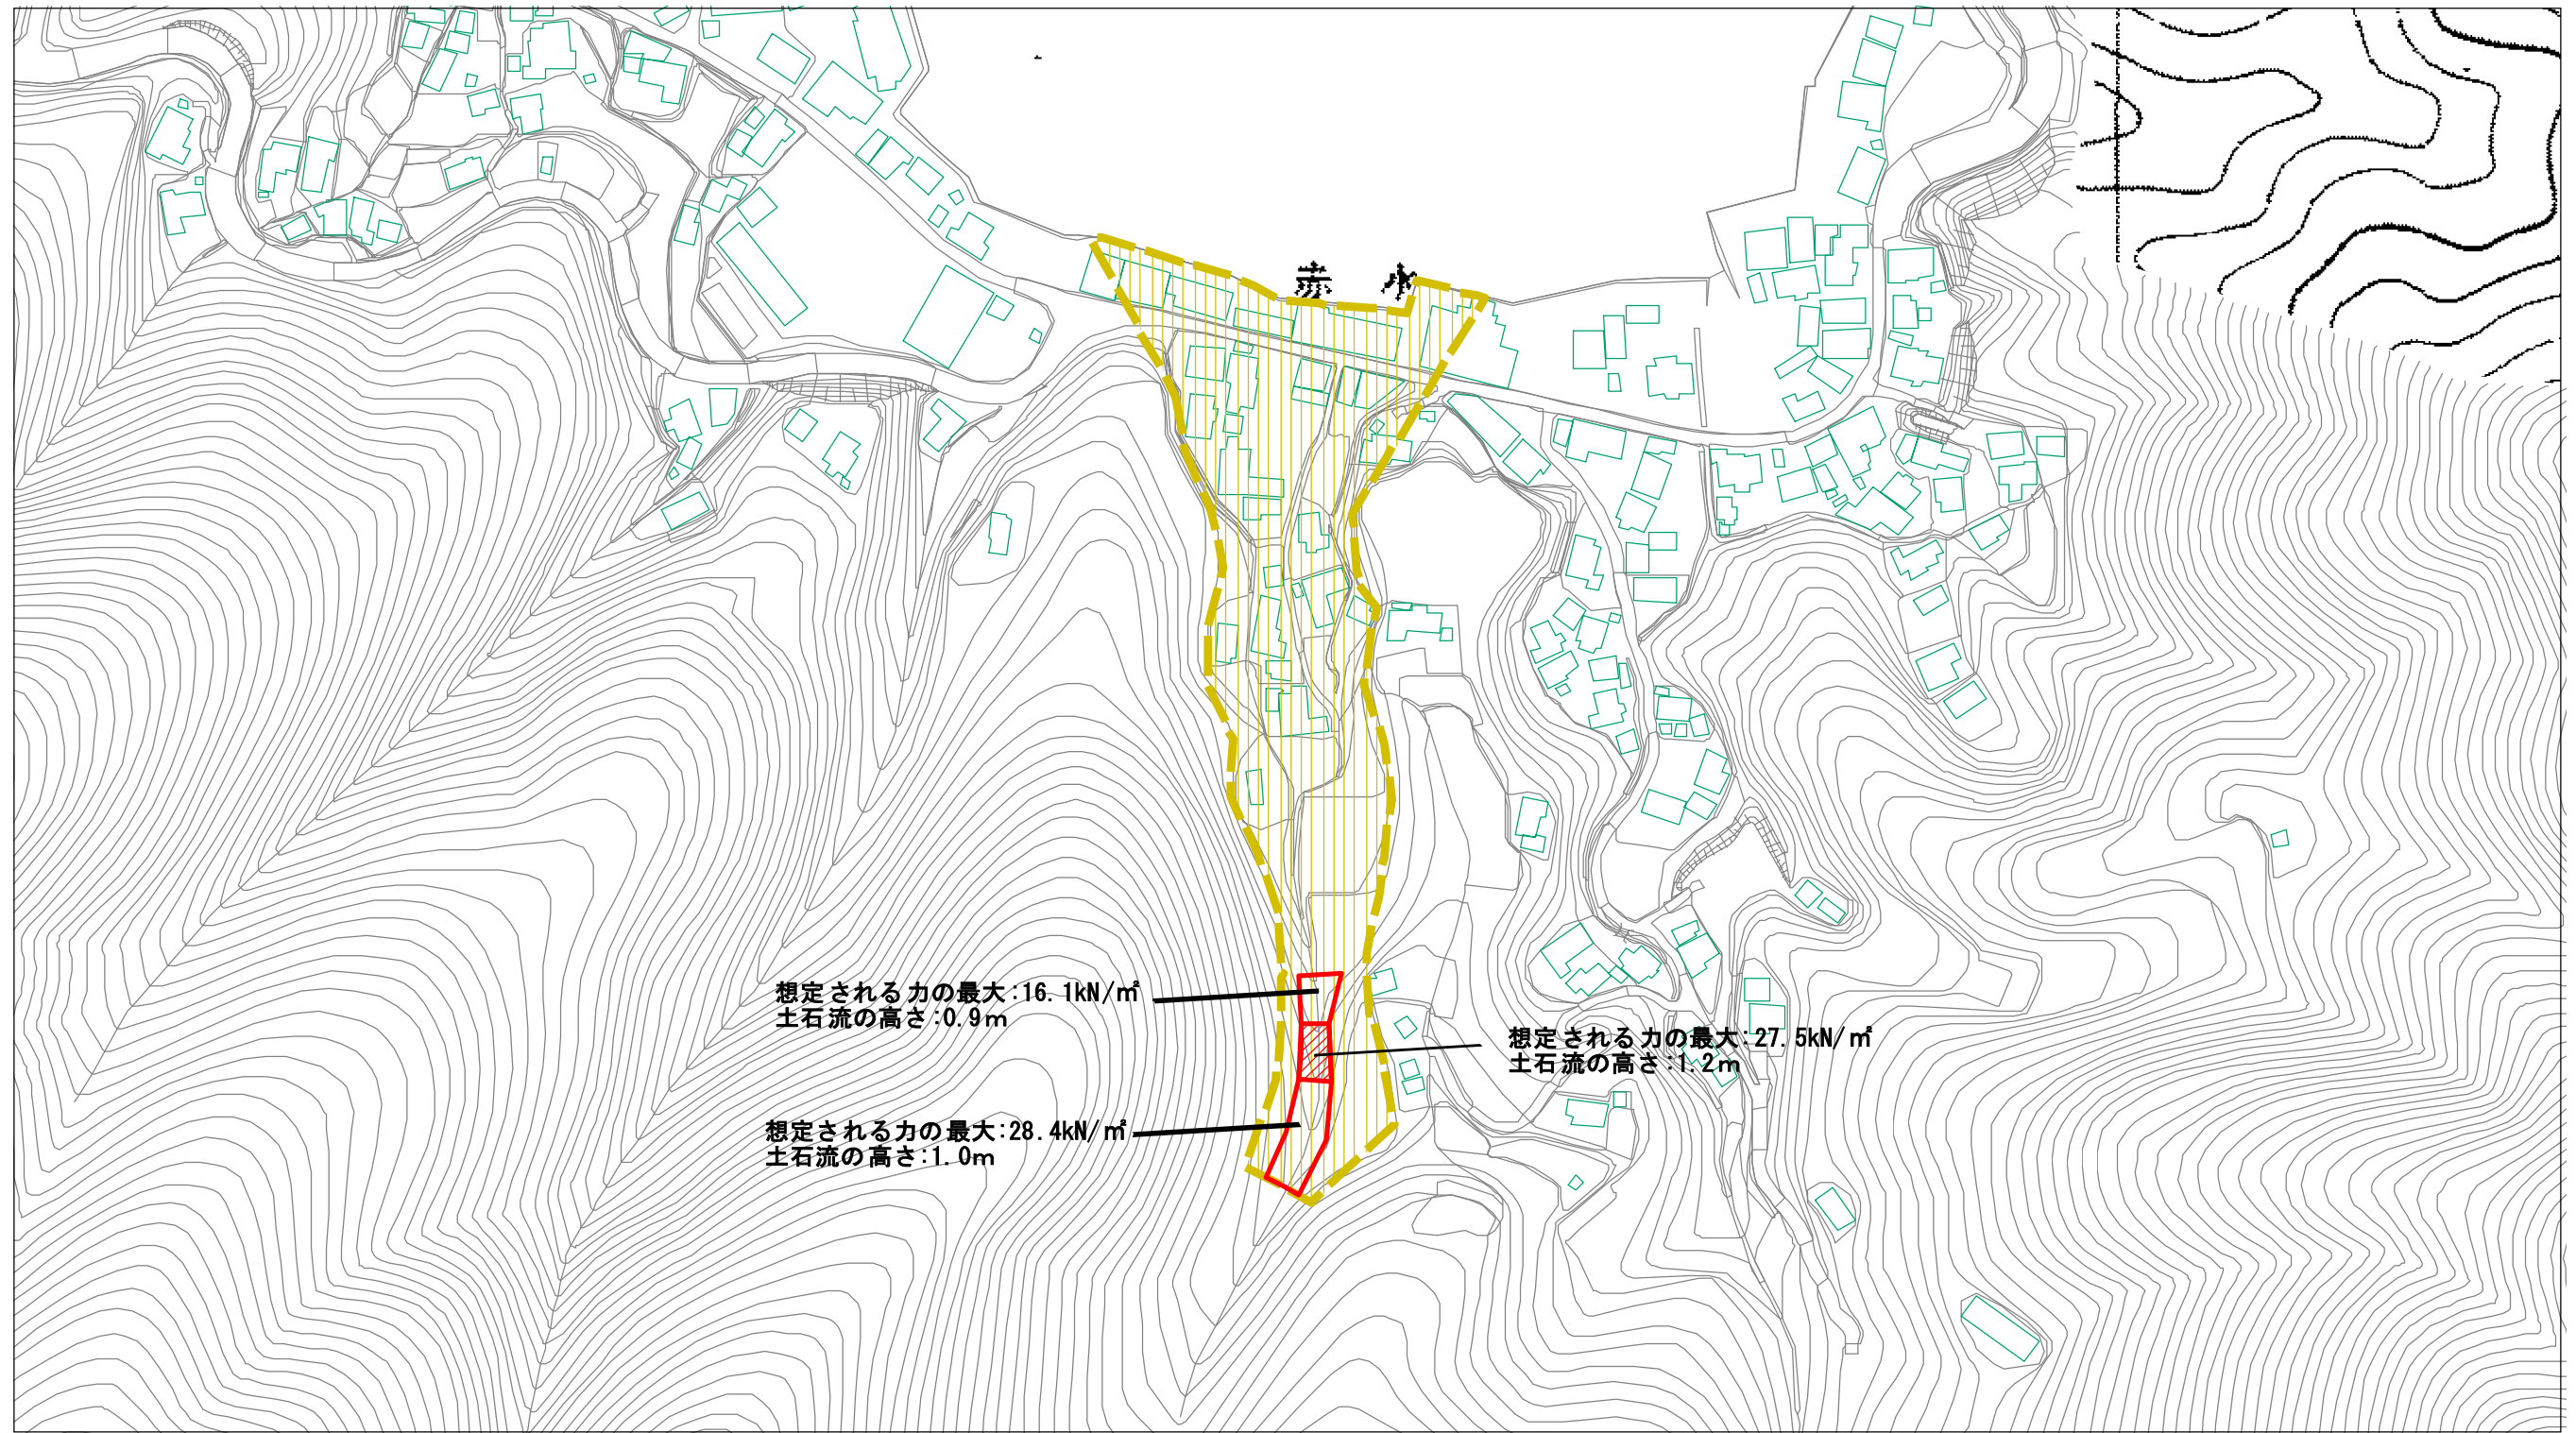 赤 水
想定される力の最大:16.1kN/㎡
土石流の高さ:0.9m
想定される力の最大:27.5kN/㎡
土石流の高さ:1.2m
想定される力の最大:28.4kN/㎡
土石流の高さ:1.0m